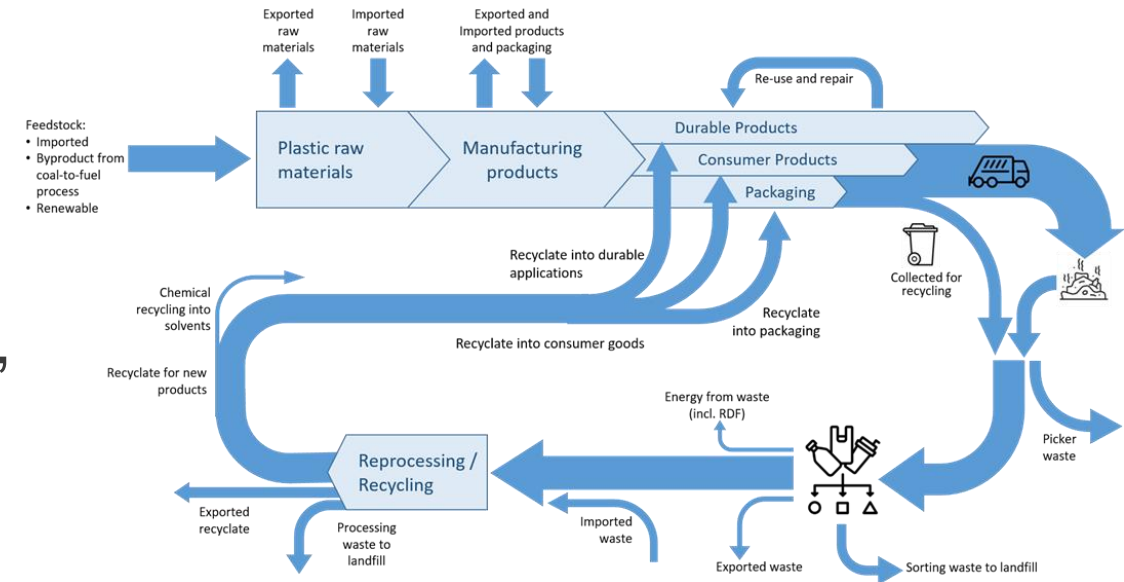 Exported
raw
materials
Imported
raw
materials
Exported and
Imported products
and packaging
Re-use and repair
Feedstock:
• Imported
• Byproduct from
coal-to-fuel
process
• Renewable
Plastic raw
materials
Manufacturing
products
Durable Products
Consumer Products
Packaging
Collected for
recycling
Recyclate into durable
applications
Chemical
recycling into
solvents
Recyclate
into packaging
Recyclate into consumer goods
,
Recyclate for new
products
Energy from waste
(incl. RDF)
Picker
waste
Reprocessing /
Recycling
Exported
recyclate
Processing
waste to
landfill
Imported
waste
Exported waste
Sorting waste to landfill